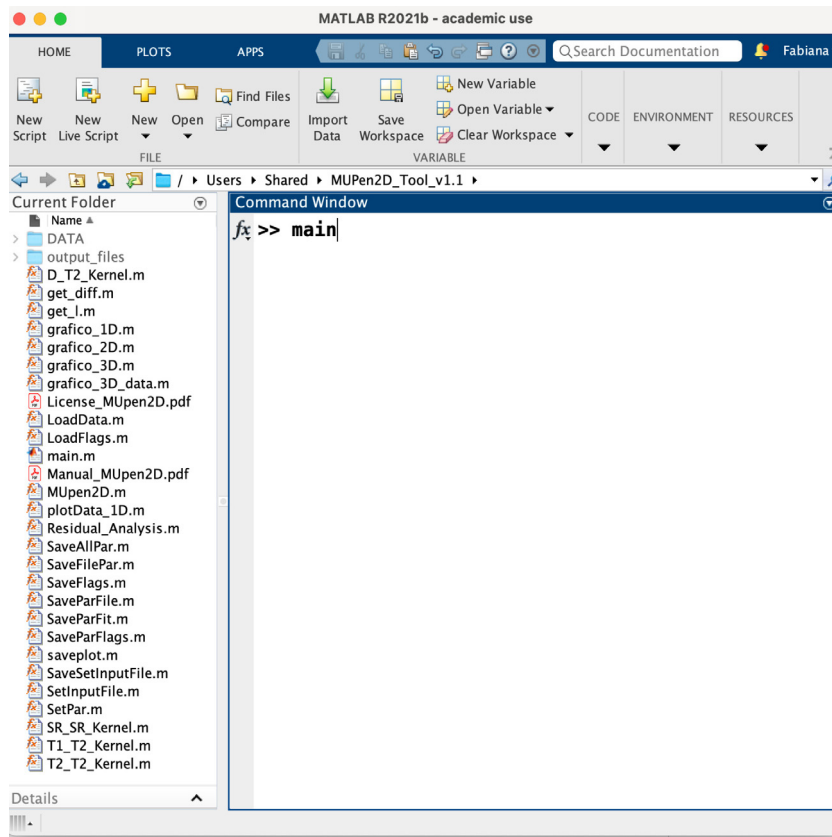 MATLAB R2021b - academic use
HOME PLOTS APPS Search Documentation Fabiana
New Script
New Live Script
New
Open
Find Files
Compare
Import Data
Save Workspace
New Variable
Open Variable
Clear Workspace
CODE
ENVIRONMENT
RESOURCES
FILE
VARIABLE
/ Users Shared MUPen2D_Tool_v1.1
Current Folder
Name
DATA
output_files
D_T2_Kernel.m
get_diff.m
get_l.m
grafico_1D.m
grafico_2D.m
grafico_3D.m
grafico_3D_data.m
License_MUpen2D.pdf
LoadData.m
LoadFlags.m
main.m
Manual_MUpen2D.pdf
MUpen2D.m
plotData_1D.m
Residual_Analysis.m
SaveAllPar.m
SaveFilePar.m
SaveFlags.m
SaveParFile.m
SaveParFit.m
SaveParFlags.m
saveplot.m
SaveSetInputFile.m
SetInputFile.m
SetPar.m
SR_SR_Kernel.m
T1_T2_Kernel.m
T2_T2_Kernel.m
Details
Command Window
fx >> main